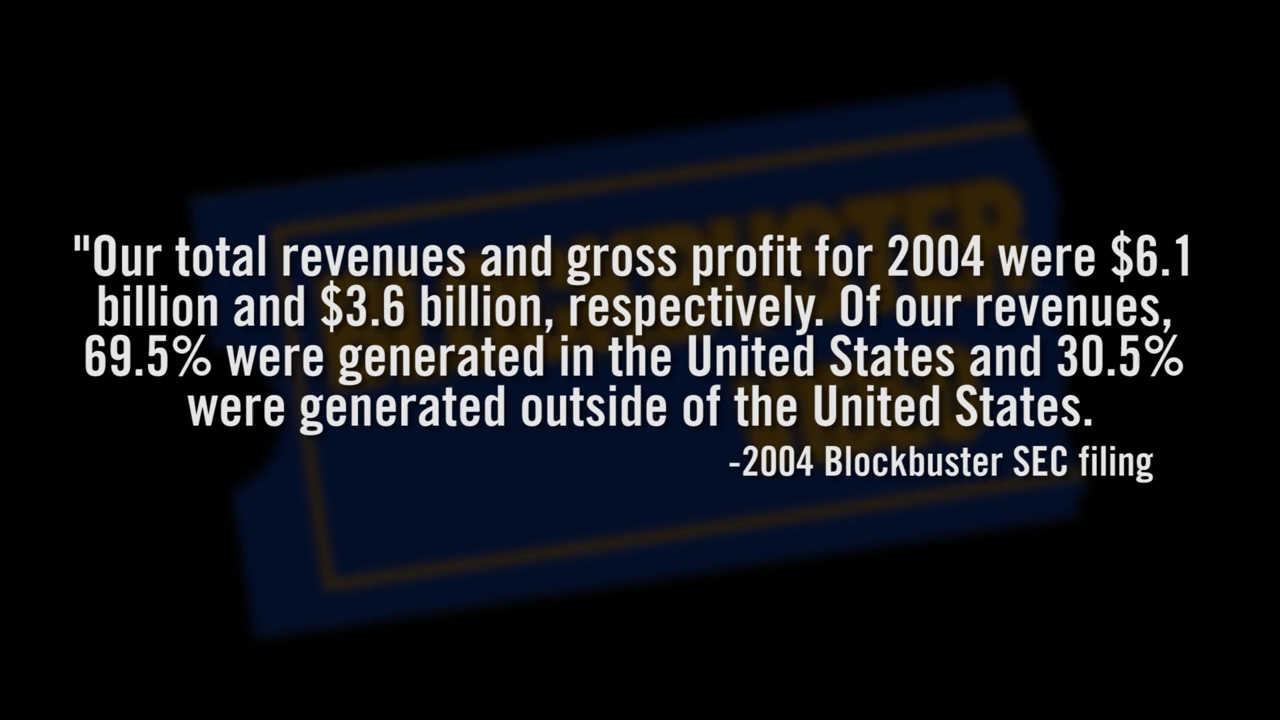 "Our total revenues and gross profit for 2004 were $6.1
billion and $3.6 billion, respectively. Of our revenues,
69.5% were generated in the United States and 30.5%
were generated outside of the United States.
-2004 Blockbuster SEC filing